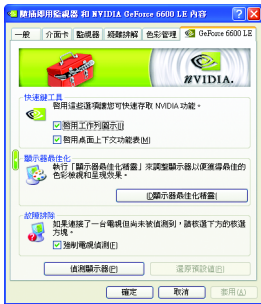 隨插即用監視器 和 NVIDIA GeForce 6600 LE 內容
一般 介面卡 監視器 疑難排解 色彩管理 GeForce 6600 LE
NVIDIA.
快速鍵工具
啟用這些選項讓您可快速存取 NVIDIA 功能。
啟用工作列圖示(I)
啟用桌面上下文功能表(M)
顯示器最佳化
執行「顯示器最佳化精靈」來調整顯示器以便獲得最佳的
色彩檢視和呈現效果。
顯示器最佳化精靈(
故障排除
如果連接了一台電視但尚未被偵測到，請核選下方的核選
方塊。
強制電視偵測(F)
偵測顯示器(E) 還原預設值(F)
確定 取消 套用(A)